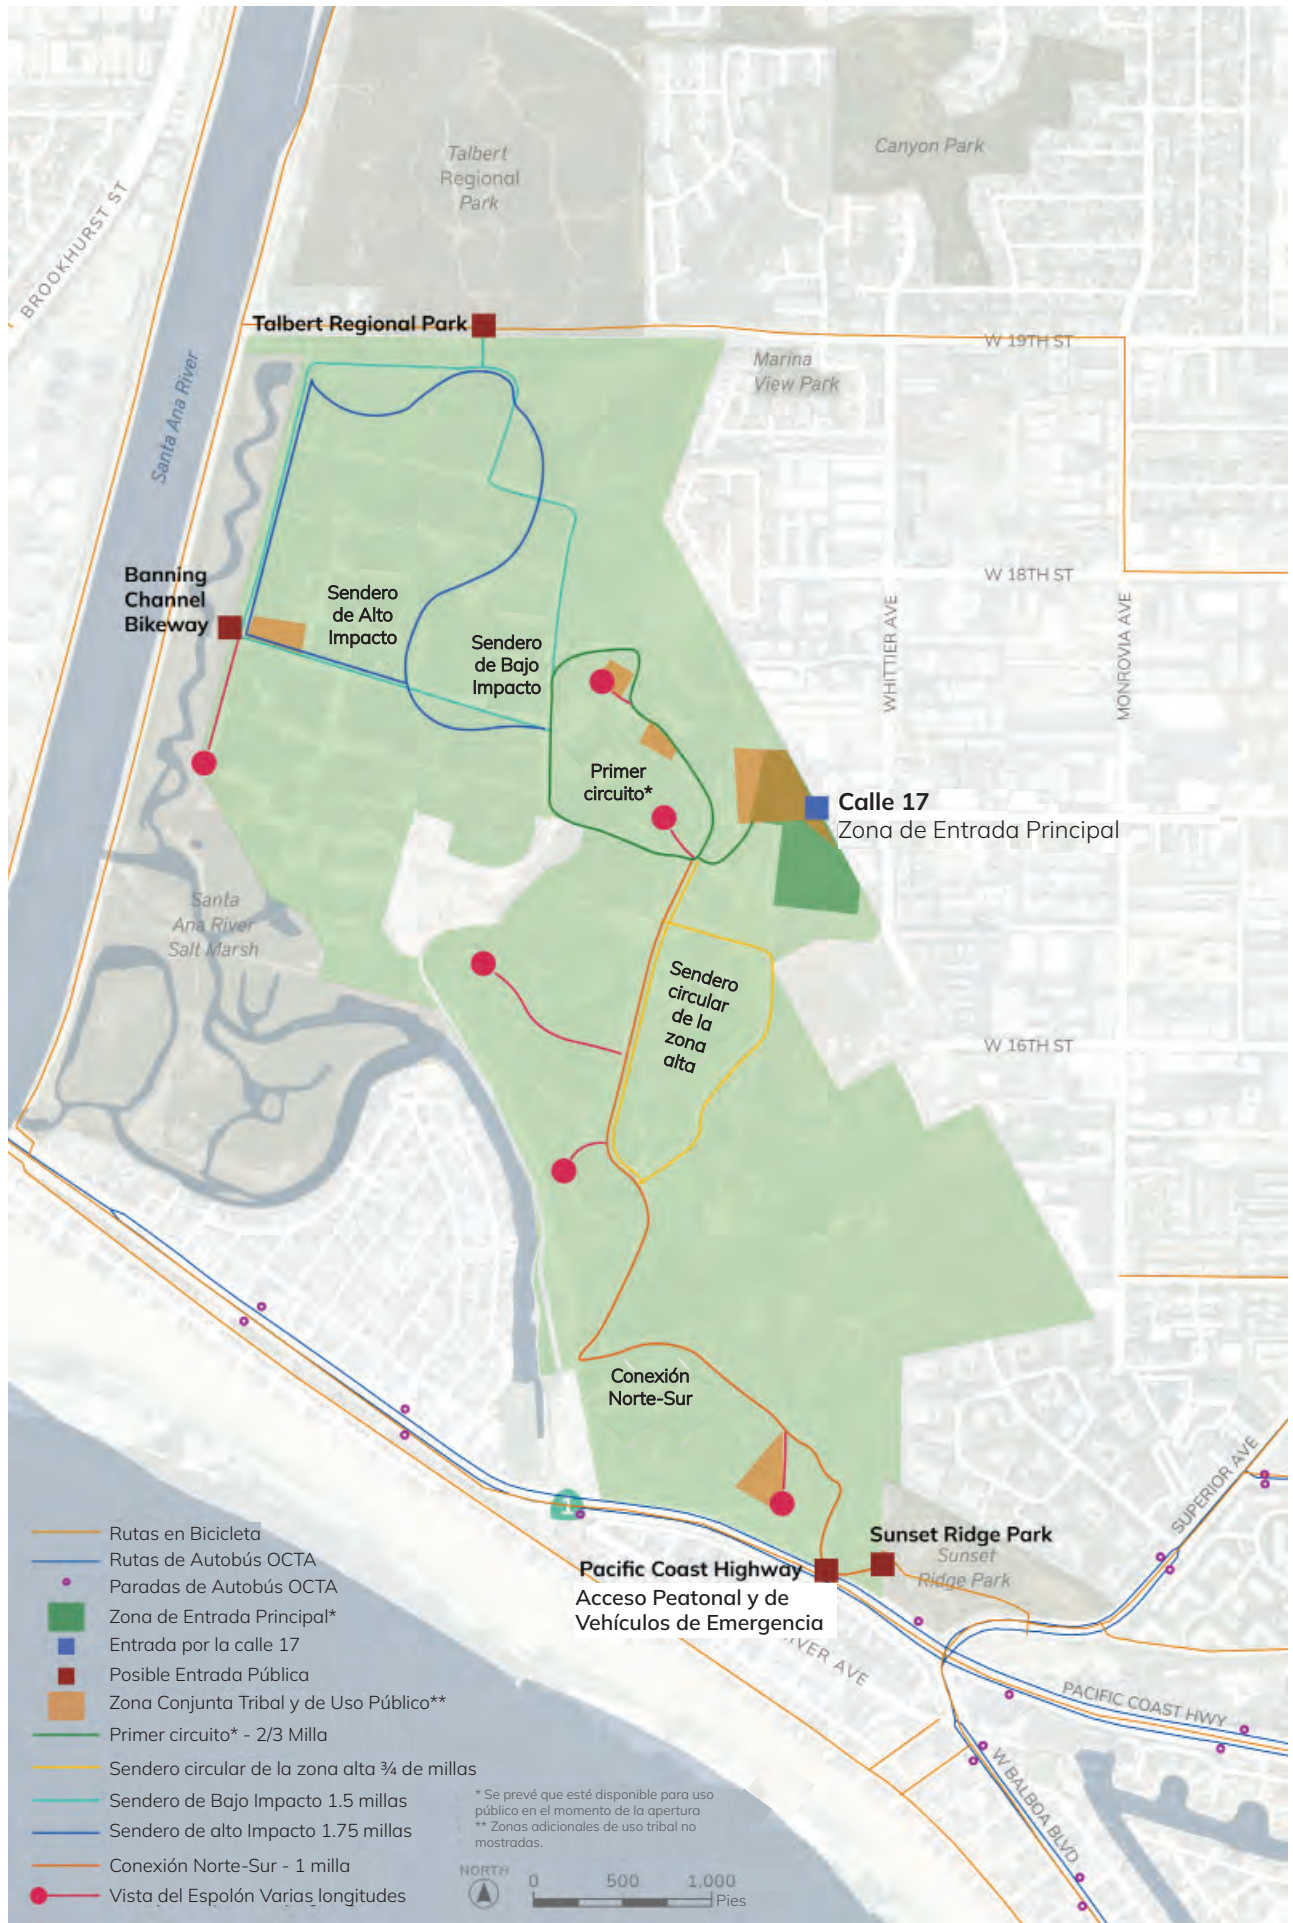 Talbert
Regional
Park
Canyon Park
BROOKHURST ST
Talbert Regional Park
W 19TH ST
Marina
View Park
Santa Ana River
Banning
Channel
Bikeway
Sendero
de Alto
Impacto
Sendero
de Bajo
Impacto
W 18TH ST
WHITTIER AVE
MONROVIA AVE
Primer
circuito*
Calle 17
Zona de Entrada Principal
Santa
Ana River
Salt Marsh
Sendero
circular
de la
zona
alta
W 16TH ST
Conexión
Norte-Sur
1
SUPERIOR AVE
Sunset Ridge Park
Sunset
Ridge Park
Pacific Coast Highway
Acceso Peatonal y de
Vehículos de Emergencia
AVE
PACIFIC COAST HWY
W BALBOA BLVD
Rutas en Bicicleta
Rutas de Autobús OCTA
Paradas de Autobús OCTA
Zona de Entrada Principal*
Entrada por la calle 17
Posible Entrada Pública
Zona Conjunta Tribal y de Uso Público**
Primer circuito* - 2/3 Milla
Sendero circular de la zona alta ¾ de millas
Sendero de Bajo Impacto 1.5 millas
Sendero de alto Impacto 1.75 millas
Conexión Norte-Sur - 1 milla
Vista del Espolón Varias longitudes
* Se prevé que esté disponible para uso
público en el momento de la apertura
** Zonas adicionales de uso tribal no
mostradas.
NORTH
0 500 1,000
Pies